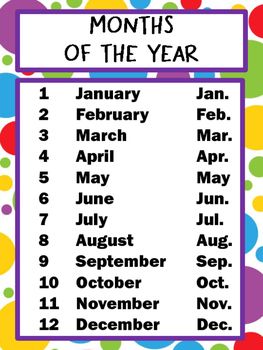 MONTHS
OF THE YEAR
1 January Jan.
2 February Feb.
3 March Mar.
4 April Apr.
5 May May
6 June Jun.
7 July Jul.
8 August Aug.
9 September Sep.
10 October Oct.
11 November Nov.
12 December Dec.